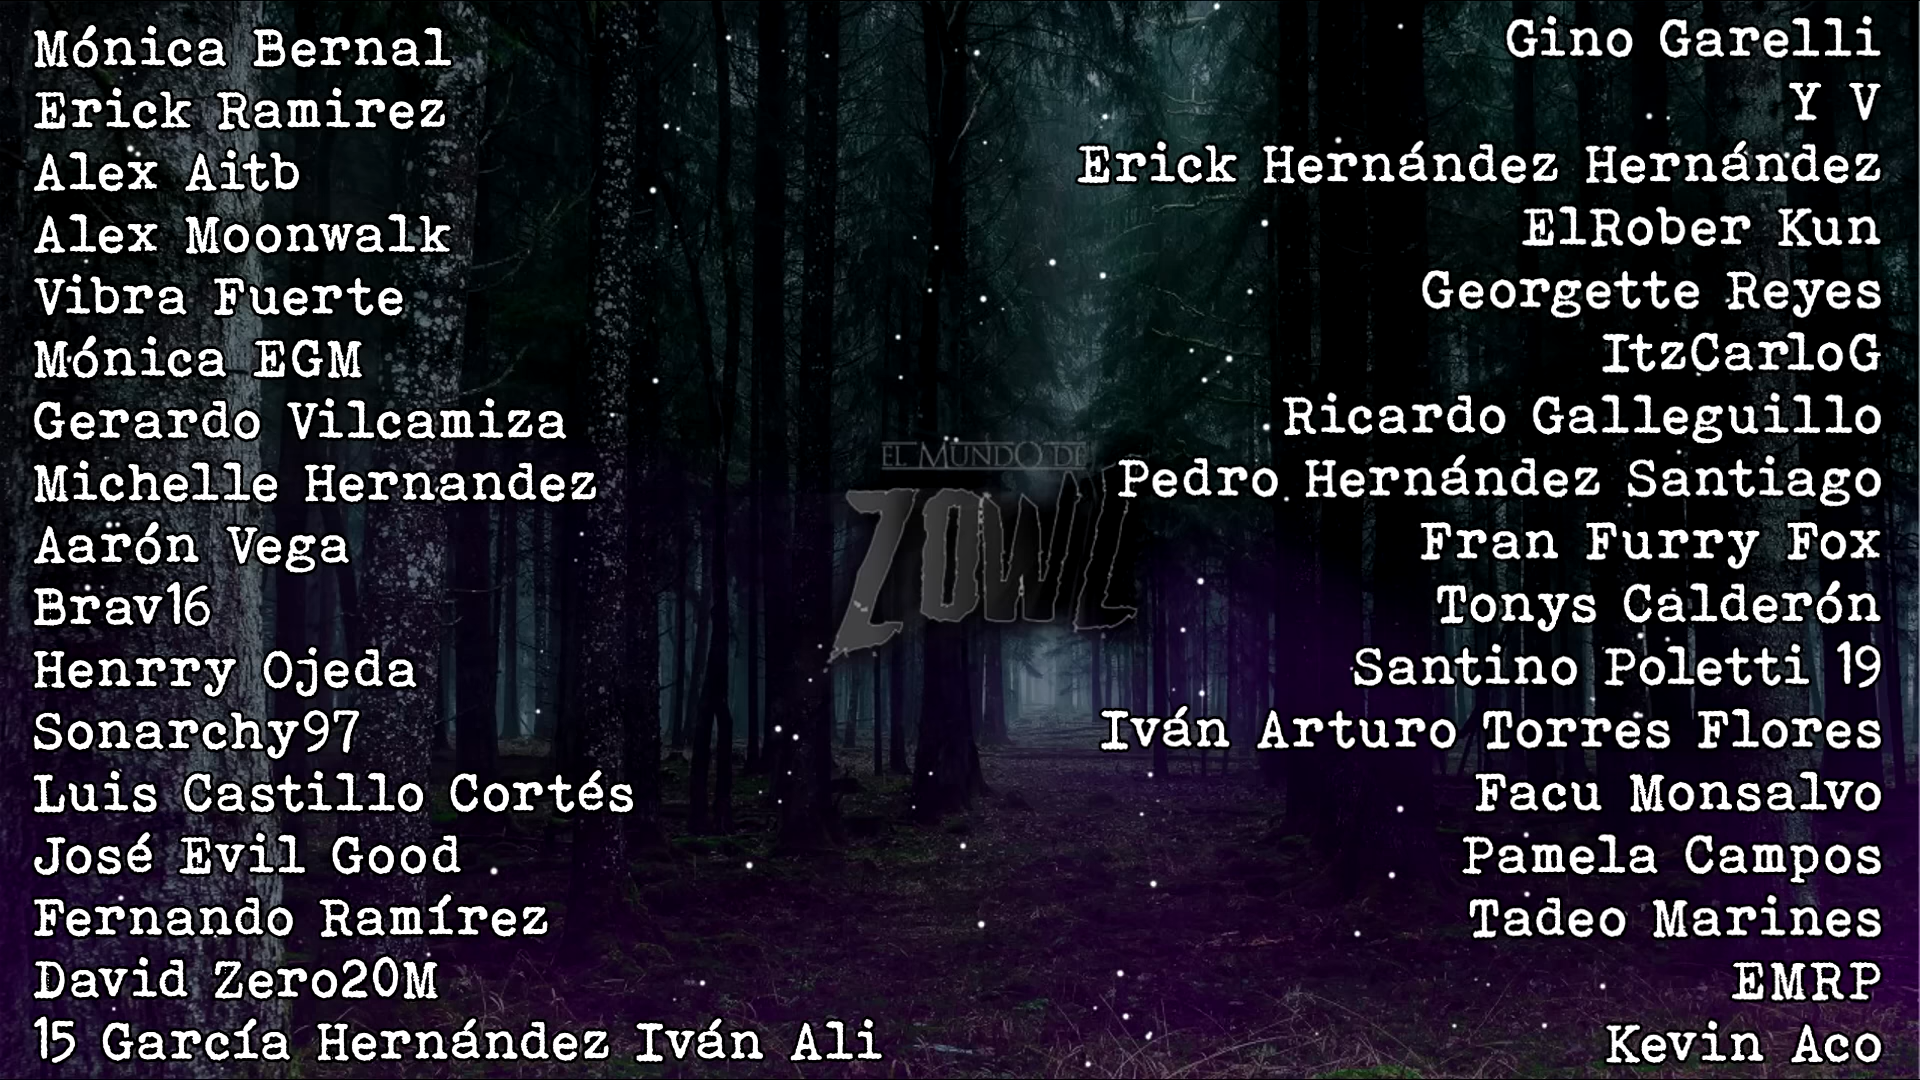 Mónica Bernal
Erick Ramirez
Alex Aitb
Alex Moonwalk
Vibra Fuerte
Mónica EGM
Gerardo Vilcamiza
Michelle Hernandez
Aarón Vega
Brav16
Henrry Ojeda
Sonarchy97
Luis Castillo Cortés
José Evil Good
Fernando Ramírez
David Zero20M
15 García Hernández Iván Ali
EL MUNDO DE
ZOWL
Gino Garelli
Y V
Erick Hernández Hernández
ElRober Kun
Georgette Reyes
ItzCarloG
Ricardo Galleguillo
Pedro Hernández Santiago
Fran Furry Fox
Tonys Calderón
Santino Poletti 19
Iván Arturo Torres Flores
Facu Monsalvo
Pamela Campos
Tadeo Marines
EMRP
Kevin Aco